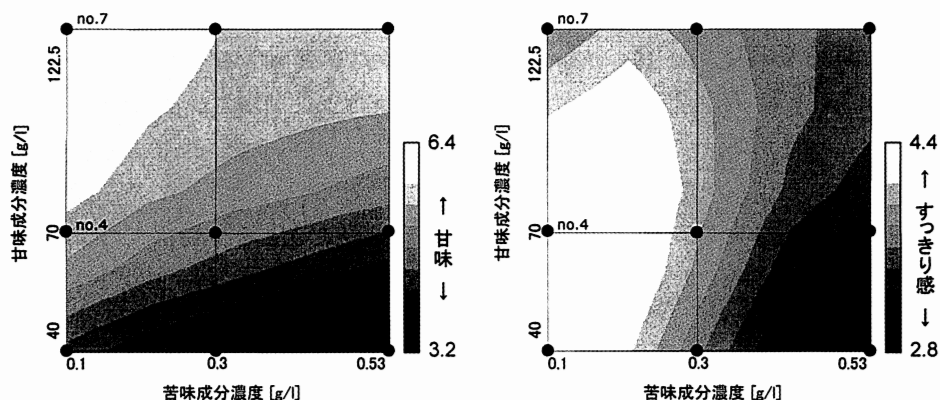 no.7
122.5
甘味成分濃度 [g/l]
70
no.4
40
0.1
0.3
0.53
苦味成分濃度 [g/l]
6.4
↑
甘味
↓
3.2
no.7
122.5
甘味成分濃度 [g/l]
70
no.4
40
0.1
0.3
0.53
苦味成分濃度 [g/l]
4.4
↑
すっきり感
↓
2.8